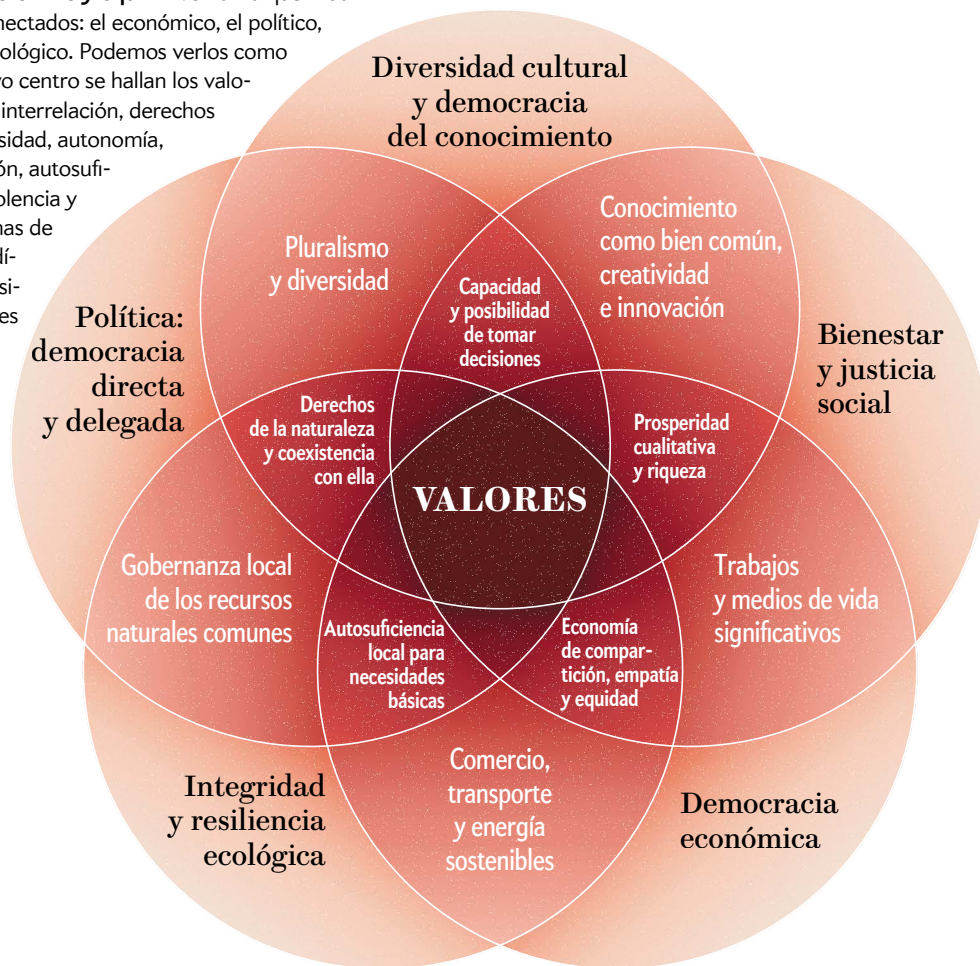 nectados: el económico, el político,
ológico. Podemos verlos como
vo centro se hallan los valo-
interrelación, derechos
sidad, autonomía,
ón, autosufi-
olencia y
nas de
dí-
si-
es
Diversidad cultural
y democracia
del conocimiento
Pluralismo
y diversidad
Conocimiento
como bien común,
creatividad
e innovación
Capacidad
y posibilidad
de tomar
decisiones
Política:
democracia
directa
y delegada
Bienestar
y justicia
social
Derechos
de la naturaleza
y coexistencia
con ella
Prosperidad
cualitativa
y riqueza
VALORES
Gobernanza local
de los recursos
naturales comunes
Trabajos
y medios de vida
significativos
Autosuficiencia
local para
necesidades
básicas
Economía
de compar-
tición, empatía
y equidad
Comercio,
transporte
y energía
sostenibles
Integridad
y resiliencia
ecológica
Democracia
económica